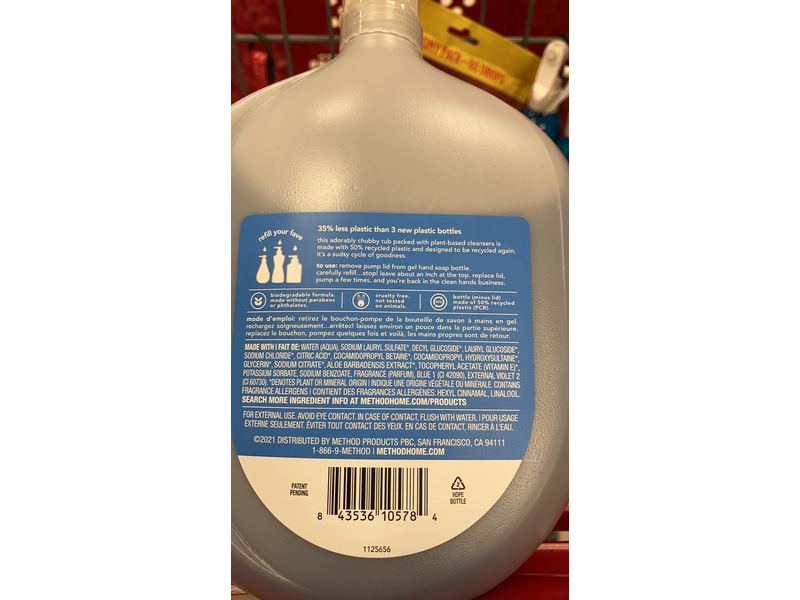 refill your fave
35% less plastic than 3 new plastic bottles
this adorably chubby tub packed with plant-based cleansers is
made with 50% recycled plastic and designed to be recycled again.
it's a sudsy cycle of goodness.
to use: remove pump lid from gel hand soap bottle.
carefully refill...stop! leave about an inch at the top. replace lid,
pump a few times, and you're back in the clean hands business.
biodegradable formula.
made without parabens
or phthalates.
cruelty free.
not tested
on animals.
bottle (minus lid)
made of 50% recycled
plastic (PCR).
mode d'emploi: retirez le bouchon-pompe de la bouteille de savon à mains en gel.
rechargez soigneusement...arrêtez! laissez environ un pouce dans la partie supérieure.
replacez le bouchon, pompez quelques fois et voilà, les mains propres sont de retour!
MADE WITH I FAIT DE: WATER (AQUA), SODIUM LAURYL SULFATE*, DECYL GLUCOSIDE*, LAURYL GLUCOSIDE*
SODIUM CHLORIDE*, CITRIC ACID*, COCAMIDOPROPYL BETAINE*, COCAMIDOPROPYL HYDROXYSULTAINE*,
GLYCERIN*, SODIUM CITRATE*, ALOE BARBADENSIS EXTRACT*, TOCOPHERYL ACETATE (VITAMIN E)*,
POTASSIUM SORBATE, SODIUM BENZOATE, FRAGRANCE (PARFUM), BLUE 1 (CI 42090), EXTERNAL VIOLET 2
(CI 60730). *DENOTES PLANT OR MINERAL ORIGIN I INDIQUE UNE ORIGINE VÉGÉTALE OU MINÉRALE. CONTAINS
FRAGRANCE ALLERGENS I CONTIENT DES FRAGRANCES ALLERGÈNES: HEXYL CINNAMAL, LINALOOL.
SEARCH MORE INGREDIENT INFO AT METHODHOME.COM/PRODUCTS
FOR EXTERNAL USE. AVOID EYE CONTACT. IN CASE OF CONTACT, FLUSH WITH WATER. I POUR USAGE
EXTERNE SEULEMENT. ÉVITER TOUT CONTACT DES YEUX. EN CAS DE CONTACT, RINCER À L'EAU.
©2021 DISTRIBUTED BY METHOD PRODUCTS PBC, SAN FRANCISCO, CA 94111
1-866-9-METHOD I METHODHOME.COM
PATENT
PENDING
8 43536 10578 4
2
HDPE
BOTTLE
1125656